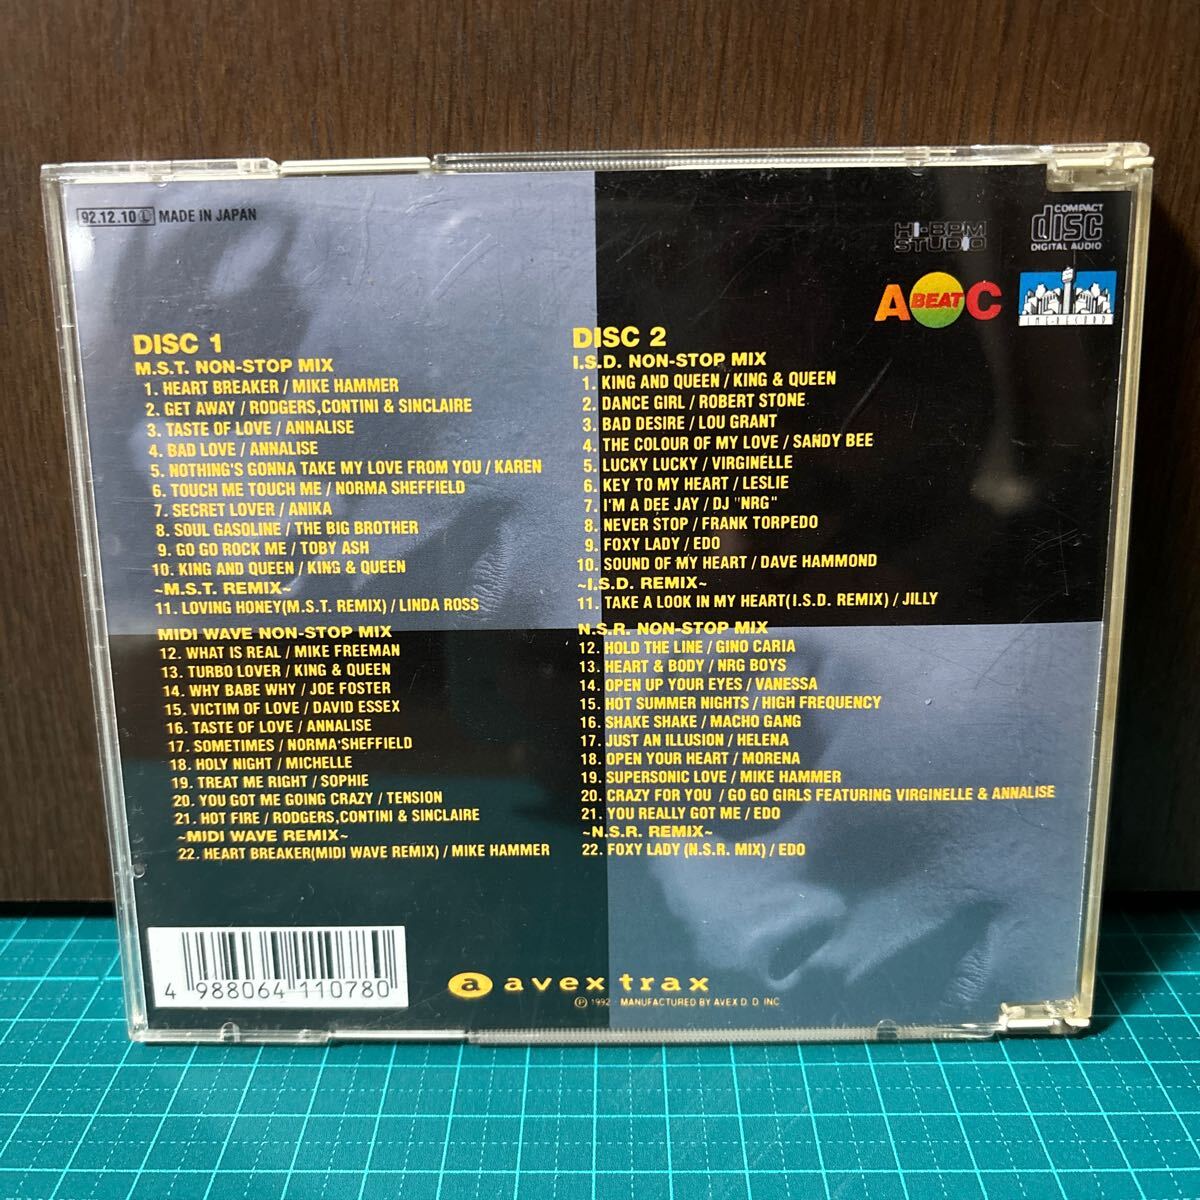 92.12.10 L MADE IN JAPAN
HI-BPM
STUDIO
COMPACT
disc
DIGITAL AUDIO
A BEAT C
TIME RECORD
DISC 1
M.S.T. NON-STOP MIX
1. HEART BREAKER / MIKE HAMMER
2. GET AWAY / RODGERS,CONTINI & SINCLAIRE
3. TASTE OF LOVE / ANNALISE
4. BAD LOVE / ANNALISE
5. NOTHING'S GONNA TAKE MY LOVE FROM YOU / KAREN
6. TOUCH ME TOUCH ME / NORMA SHEFFIELD
7. SECRET LOVER / ANIKA
8. SOUL GASOLINE / THE BIG BROTHER
9. GO GO ROCK ME / TOBY ASH
10. KING AND QUEEN / KING & QUEEN
~M.S.T. REMIX~
11. LOVING HONEY(M.S.T. REMIX) / LINDA ROSS
MIDI WAVE NON-STOP MIX
12. WHAT IS REAL / MIKE FREEMAN
13. TURBO LOVER / KING & QUEEN
14. WHY BABE WHY / JOE FOSTER
15. VICTIM OF LOVE / DAVID ESSEX
16. TASTE OF LOVE / ANNALISE
17. SOMETIMES / NORMA SHEFFIELD
18. HOLY NIGHT / MICHELLE
19. TREAT ME RIGHT / SOPHIE
20. YOU GOT ME GOING CRAZY / TENSION
21. HOT FIRE / RODGERS,CONTINI & SINCLAIRE
~MIDI WAVE REMIX~
22. HEART BREAKER(MIDI WAVE REMIX) / MIKE HAMMER
DISC 2
I.S.D. NON-STOP MIX
1. KING AND QUEEN / KING & QUEEN
2. DANCE GIRL / ROBERT STONE
3. BAD DESIRE / LOU GRANT
4. THE COLOUR OF MY LOVE / SANDY BEE
5. LUCKY LUCKY / VIRGINELLE
6. KEY TO MY HEART / LESLIE
7. I'M A DEE JAY / DJ "NRG"
8. NEVER STOP / FRANK TORPEDO
9. FOXY LADY / EDO
10. SOUND OF MY HEART / DAVE HAMMOND
~I.S.D. REMIX~
11. TAKE A LOOK IN MY HEART(I.S.D. REMIX) / JILLY
N.S.R. NON-STOP MIX
12. HOLD THE LINE / GINO CARIA
13. HEART & BODY / NRG BOYS
14. OPEN UP YOUR EYES / VANESSA
15. HOT SUMMER NIGHTS / HIGH FREQUENCY
16. SHAKE SHAKE / MACHO GANG
17. JUST AN ILLUSION / HELENA
18. OPEN YOUR HEART / MORENA
19. SUPERSONIC LOVE / MIKE HAMMER
20. CRAZY FOR YOU / GO GO GIRLS FEATURING VIRGINELLE & ANNALISE
21. YOU REALLY GOT ME / EDO
~N.S.R. REMIX~
22. FOXY LADY (N.S.R. MIX) / EDO
4 988064 110780
a avex trax
Ⓟ 1992 · MANUFACTURED BY AVEX D. D. INC.